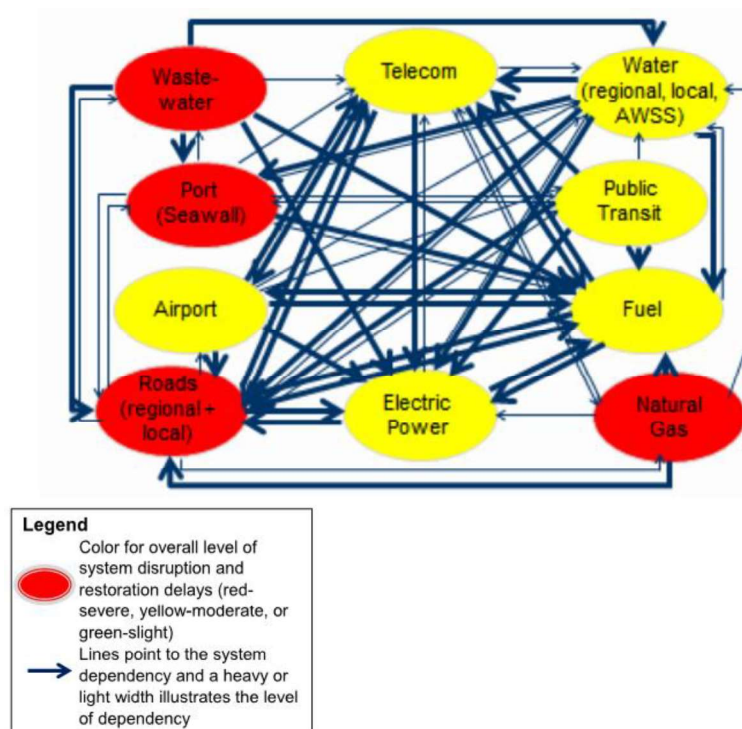 Waste-
water
Telecom
Water
(regional, local,
AWSS)
Port
(Seawall)
Public
Transit
Airport
Fuel
Roads
(regional +
local)
Electric
Power
Natural
Gas
Legend
Color for overall level of
system disruption and
restoration delays (red-
severe, yellow-moderate, or
green-slight)
Lines point to the system
dependency and a heavy or
light width illustrates the level
of dependency